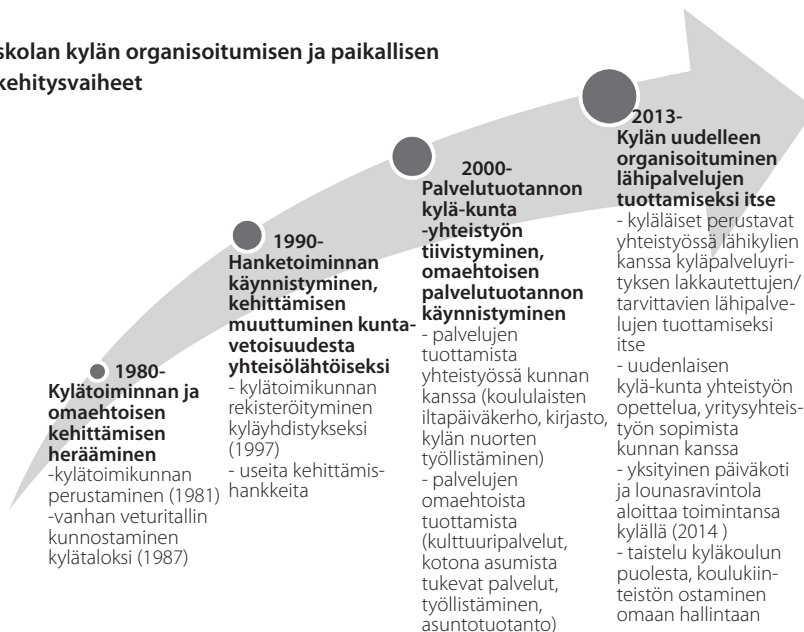 skolan kylän organisoitumisen ja paikallisen
kehitysvaiheet
1980-
Kylätoiminnan ja
omaehtoisen
kehittämisen
herääminen
-kylätoimikunnan
perustaminen (1981)
-vanhan veturitallin
kunnostaminen
kylätaloksi (1987)
1990-
Hanketoiminnan
käynnistyminen,
kehittämisen
muuttuminen kunta-
vetoisuudesta
yhteisölähtöiseksi
- kylätoimikunnan
rekisteröityminen
kyläyhdistykseksi
(1997)
- useita kehittämis-
hankkeita
2000-
Palvelutuotannon
kylä-kunta
-yhteistyön
tiivistyminen,
omaehtoisen
palvelutuotannon
käynnistyminen
- palvelujen
tuottamista
yhteistyössä kunnan
kanssa (koululaisten
iltapäiväkerho, kirjasto,
kylän nuorten
työllistäminen)
- palvelujen
omaehtoista
tuottamista
(kulttuuripalvelut,
kotona asumista
tukevat palvelut,
työllistäminen,
asuntotuotanto)
2013-
Kylän uudelleen
organisoituminen
lähipalvelujen
tuottamiseksi itse
- kyläläiset perustavat
yhteistyössä lähikylien
kanssa kyläpalveluyri-
tyksen lakkautettujen/
tarvittavien lähipalve-
lujen tuottamiseksi
itse
- uudenlaisen
kylä-kunta yhteistyön
opettelua, yritysyhteis-
työn sopimista
kunnan kanssa
- yksityinen päiväkoti
ja lounasravintola
aloittaa toimintansa
kylällä (2014 )
- taistelu kyläkoulun
puolesta, koulukiin-
teistön ostaminen
omaan hallintaan